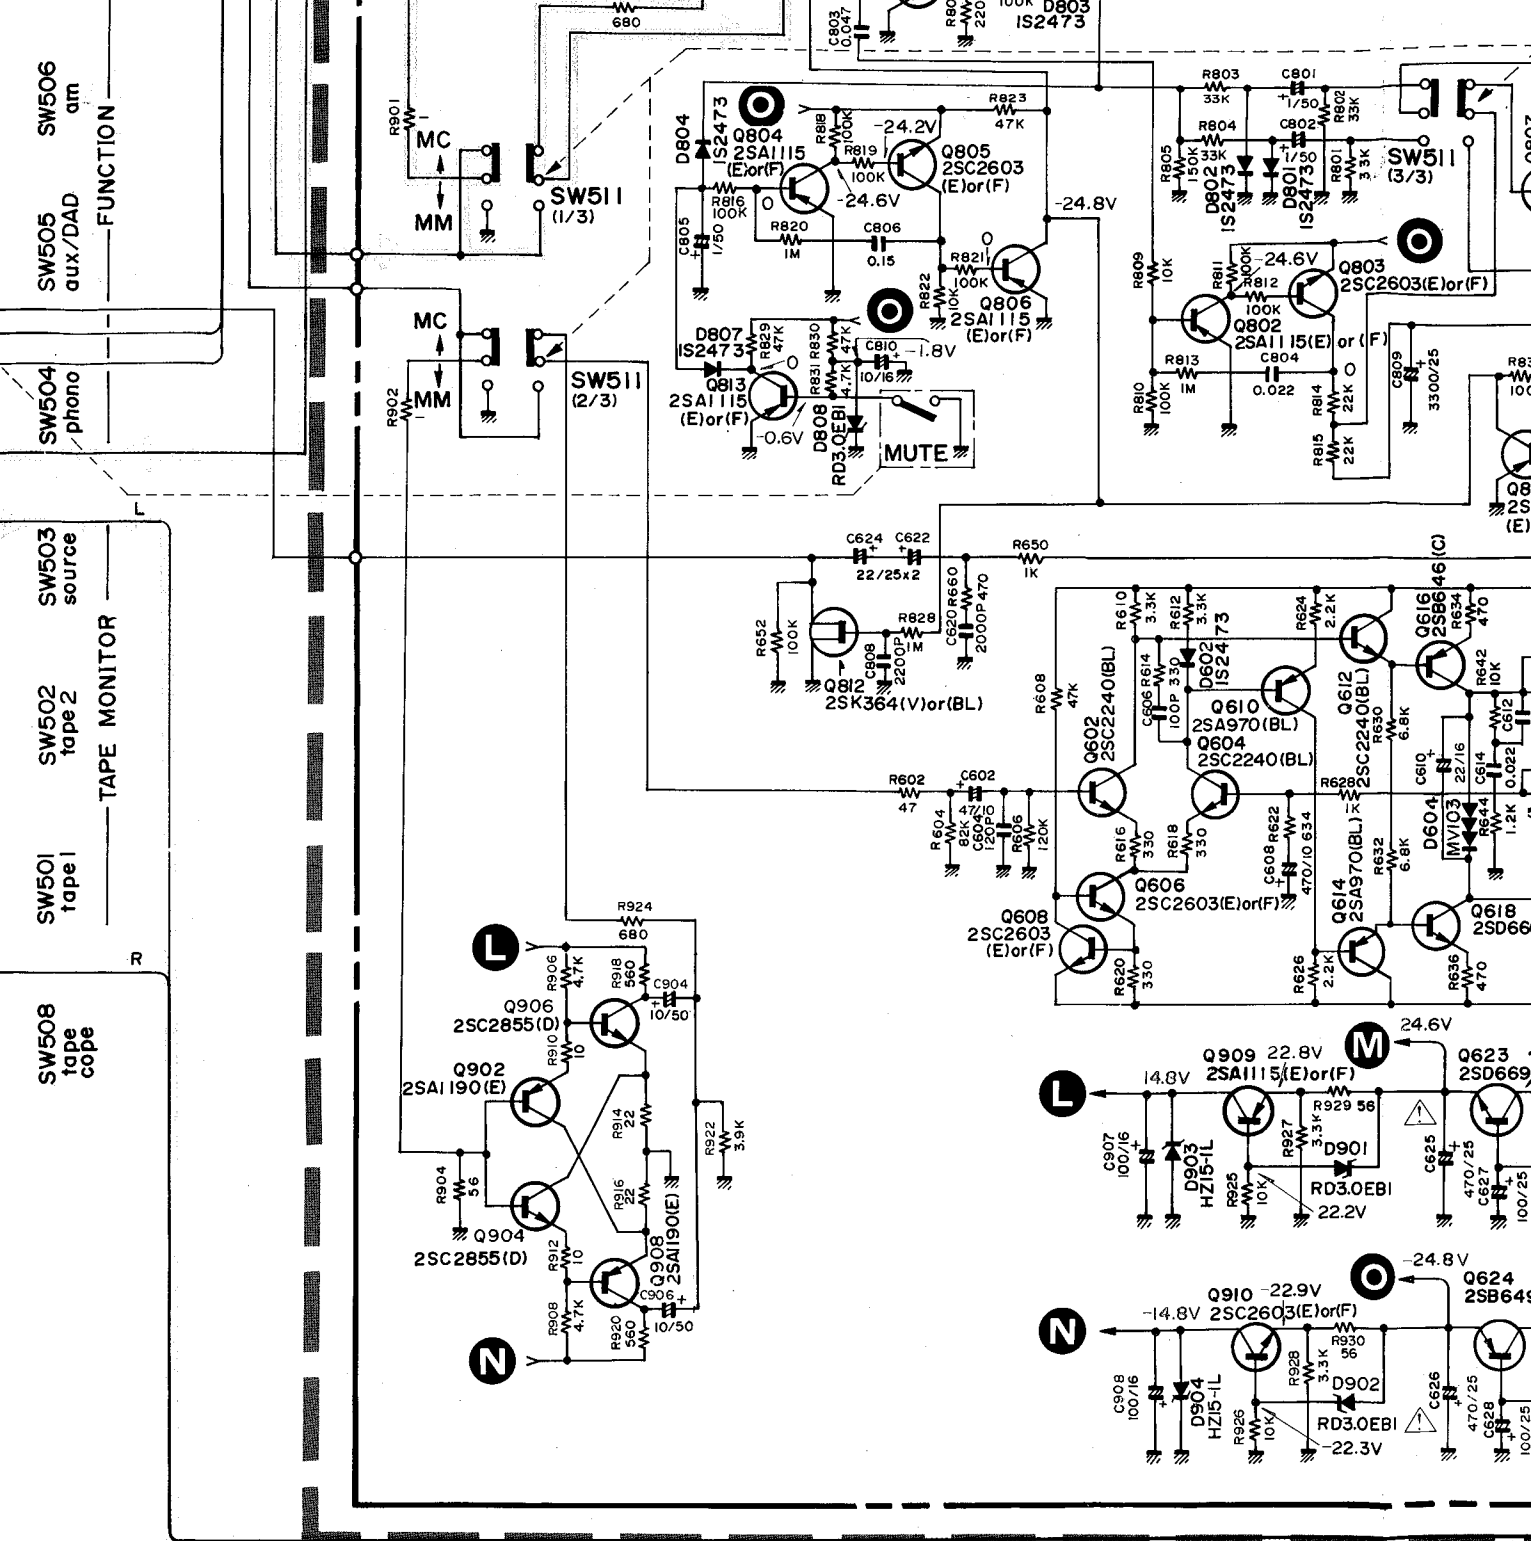 SW506
am
FUNCTION
SW505
aux/DAD
SW504
phono
L
SW503
source
TAPE MONITOR
SW502
tape 2
SW501
tape 1
R
SW508
tape
cope
680
R901
MC
MM
SW511
(1/3)
MC
MM
R902
SW511
(2/3)
C803
0.047
220
100K
D803
1S2473
D804
1S2473
Q804
2SA1115
(E)or(F)
R818
100K
-24.2V
R823
47K
R819
100K
Q805
2SC2603
(E)or(F)
-24.6V
-24.8V
R816
100K
0
C805
1/50
R820
1M
C806
0.15
R821
100K
0
R822
10K
Q806
2SA1115
(E)or(F)
D807
1S2473
R829
47K
R830
47K
C810
10/16
-1.8V
0
R831
4.7K
Q813
2SA1115
(E)or(F)
-0.6V
D808
RD3.0EB1
MUTE
R803
33K
C801
1/50
R802
33K
R804
33K
C802
1/50
R805
150K
D802
1S2473
D801
1S2473
R801
3.3K
SW511
(3/3)
R809
10K
R811
100K
-24.6V
R812
100K
Q803
2SC2603(E)or(F)
Q802
2SA1115(E)or(F)
R813
1M
C804
0.022
0
R810
100K
R814
22K
R815
22K
C809
3300/25
(E)
C624
C622
22/25x2
R650
1K
R652
100K
R828
1M
C808
2200P
R660
470
C620
2000P
Q812
2SK364(V)or(BL)
R610
3.3K
R612
3.3K
D602
1S2473
R614
330
C606
100P
R608
47K
Q602
2SC2240(BL)
Q604
2SC2240(BL)
Q610
2SA970(BL)
R624
2.2K
Q612
2SC2240(BL)
Q616
2SB646(C)
R634
470
R642
10K
C612
R630
6.8K
C610
22/16
C614
0.022
R602
47
C602
47/10
R604
82K
C604
120P
R606
120K
R616
330
R618
330
R628
1K
R622
634
C608
470/10
R632
6.8K
D604
MV103
R644
1.2K
Q606
2SC2603(E)or(F)
Q608
2SC2603
(E)or(F)
R620
330
Q614
2SA970(BL)
R626
2.2K
Q618
2SD66
R636
470
L
R924
680
R906
4.7K
R918
560
C904
10/50
Q906
2SC2855(D)
R910
10
Q902
2SA1190(E)
R914
22
R922
3.9K
R904
56
R916
22
Q904
2SC2855(D)
R912
10
Q908
2SA1190(E)
R908
4.7K
R920
560
C906
10/50
N
M
24.6V
Q909
2SA1115(E)or(F)
22.8V
14.8V
L
R929 56
Q623
2SD669
C907
100/16
D903
HZ15-1L
R925
10K
R927
3.3K
D901
RD3.0EB1
22.2V
C625
470/25
C627
100/25
O
-24.8V
Q910
2SC2603(E)or(F)
-22.9V
-14.8V
N
R930
56
Q624
2SB649
C908
100/16
D904
HZ15-1L
R926
10K
R928
3.3K
D902
RD3.0EB1
-22.3V
C626
470/25
C628
100/25